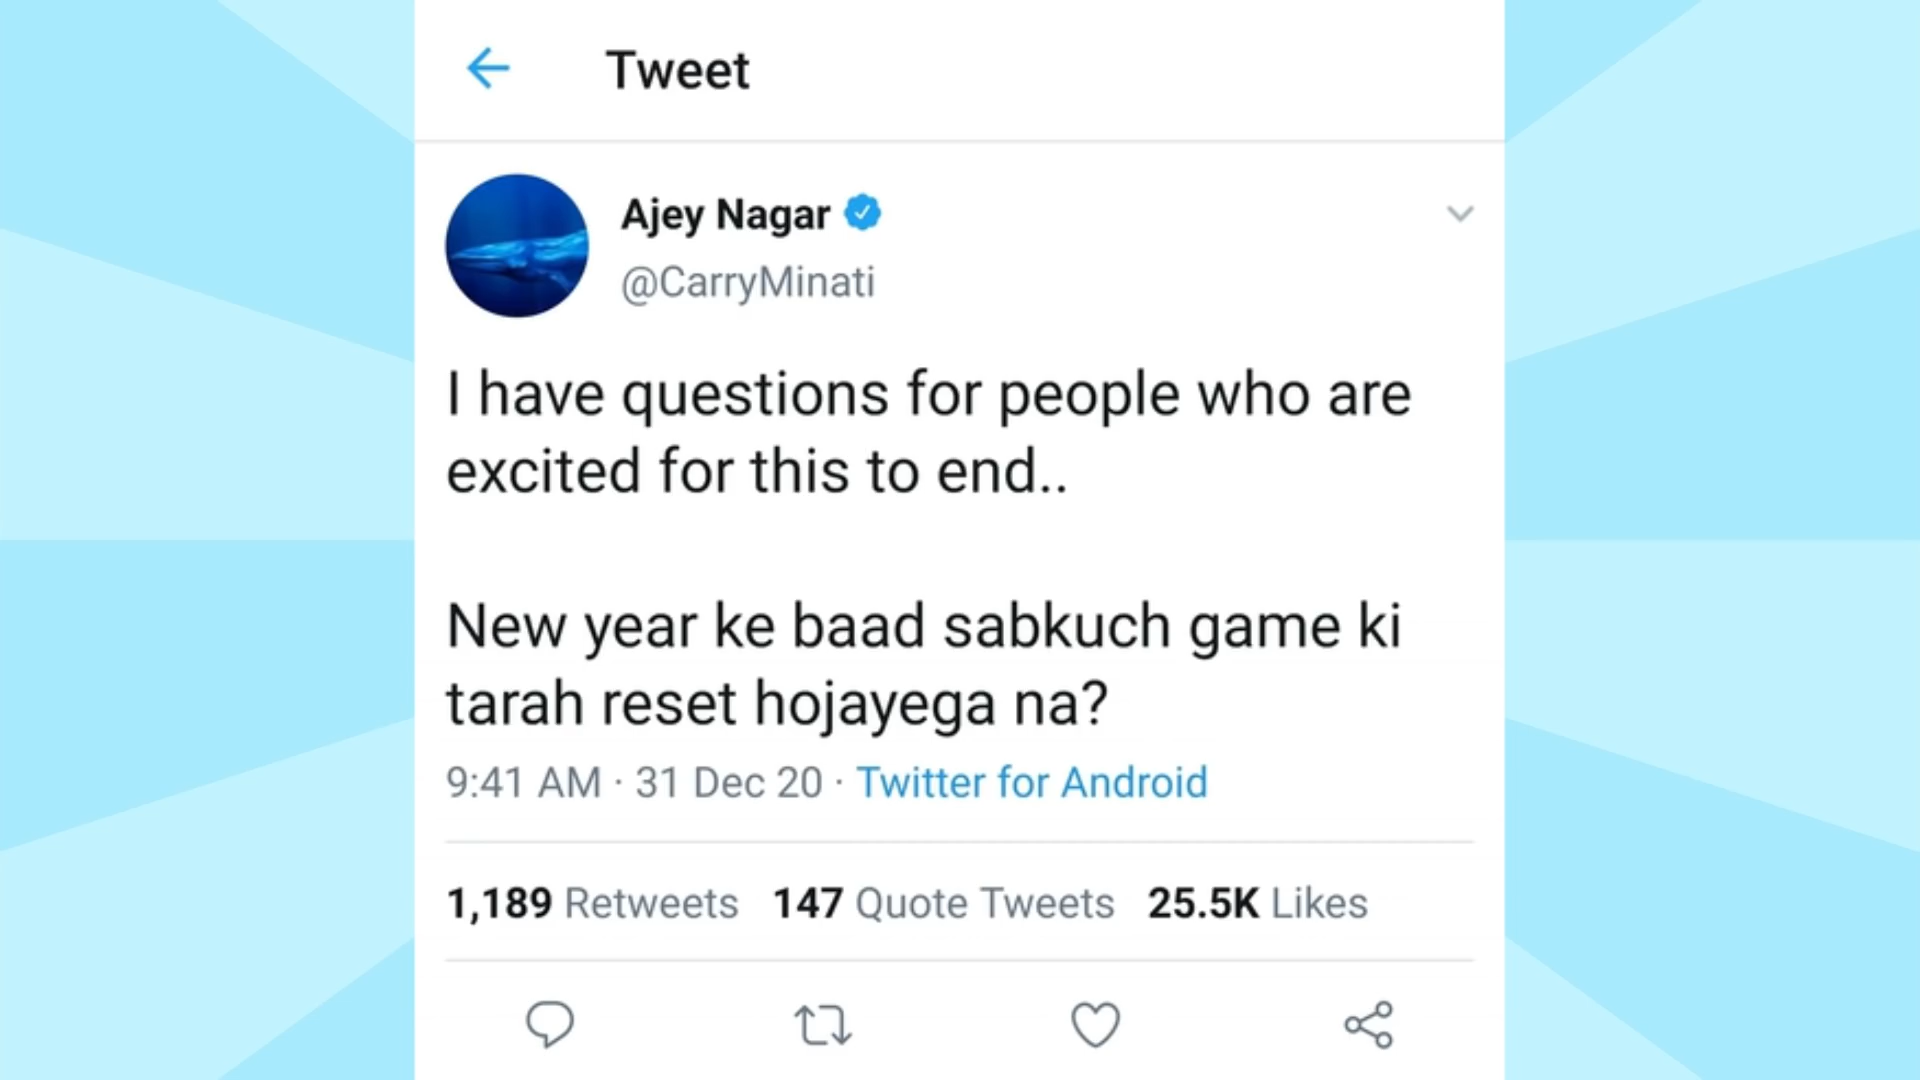 Tweet
Ajey Nagar
@CarryMinati
I have questions for people who are
excited for this to end..
New year ke baad sabkuch game ki
tarah reset hojayega na?
9:41 AM · 31 Dec 20 · Twitter for Android
1,189 Retweets 147 Quote Tweets 25.5K Likes